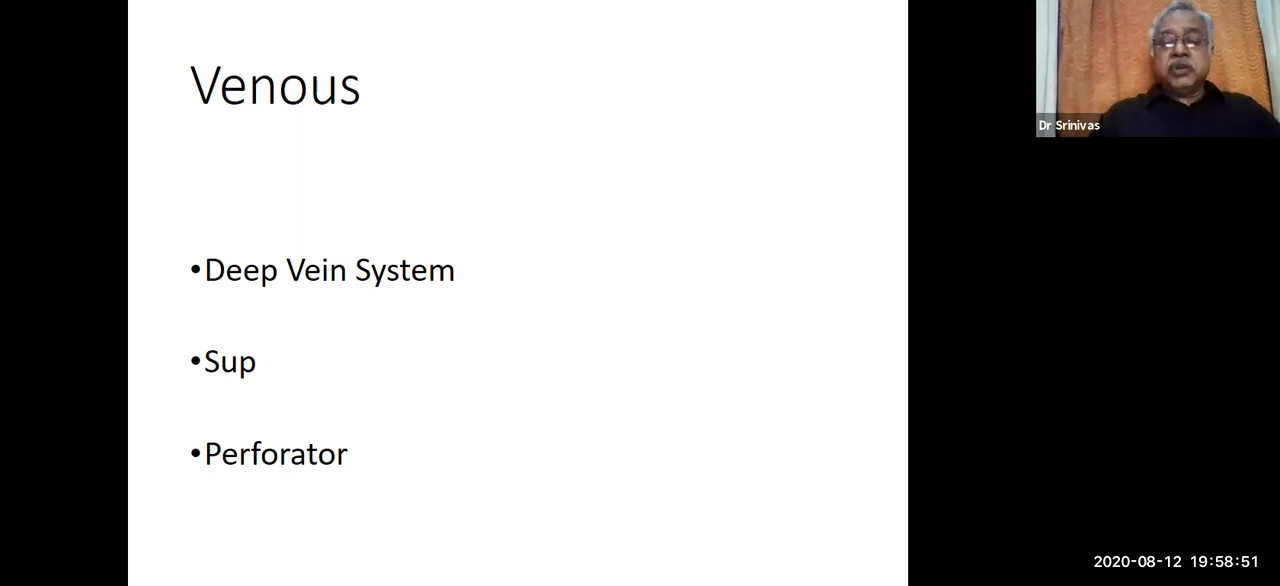 Venous
•Deep Vein System
•Sup
•Perforator
Dr Srinivas
2020-08-12 19:58:51